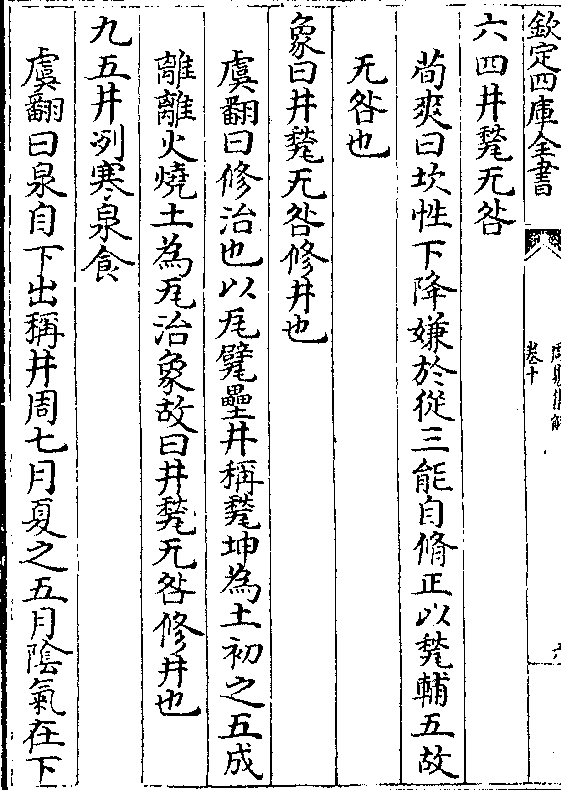 欽定四庫全書
卷十
六四井甃无咎
荀爽曰坎性下降嫌於從三能自脩正以甃輔五故
无咎也
象曰井甃无咎修井也
虞翻曰修治也以瓦甓壘井稱甃坤為土初之五成
離離火燒土為瓦治象故曰井甃无咎修井也
九五井洌寒泉食
虞翻曰泉自下出稱井周七月夏之五月陰氣在下